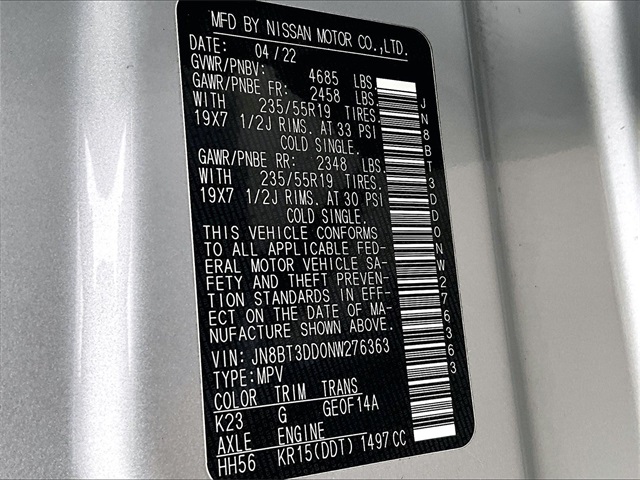 MFD BY NISSAN MOTOR CO.,LTD.
DATE: 04/22
GVWR/PNBV: 4685 LBS.
GAWR/PNBE FR: 2458 LBS.
WITH 235/55R19 TIRES.
19X7 1/2J RIMS. AT 33 PSI
COLD SINGLE.
GAWR/PNBE RR: 2348 LBS.
WITH 235/55R19 TIRES.
19X7 1/2J RIMS. AT 30 PSI
COLD SINGLE.
THIS VEHICLE CONFORMS
TO ALL APPLICABLE FED-
ERAL MOTOR VEHICLE SA-
FETY AND THEFT PREVEN-
TION STANDARDS IN EFF-
ECT ON THE DATE OF MA-
NUFACTURE SHOWN ABOVE.
VIN: JN8BT3DD0NW276363
TYPE:MPV
COLOR TRIM TRANS
K23 G GE0F14A
AXLE ENGINE
HH56 KR15(DDT) 1497 CC
JN8BT3DD0NW276363